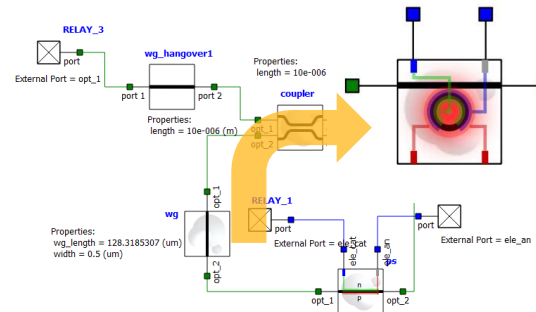 RELAY_3
port
External Port = opt_1
wg_hangover1
port 1
port 2
Properties:
length = 10e-006 (m)
Properties:
length = 10e-006
coupler
opt_1
opt_2
opt_1
wg
Properties:
wg_length = 128.3185307 (um)
width = 0.5 (um)
opt_2
RELAY_1
port
External Port = ele_cat
ele_cat
ele_an
port
External Port = ele_an
ps
n
p
opt_1
opt_2